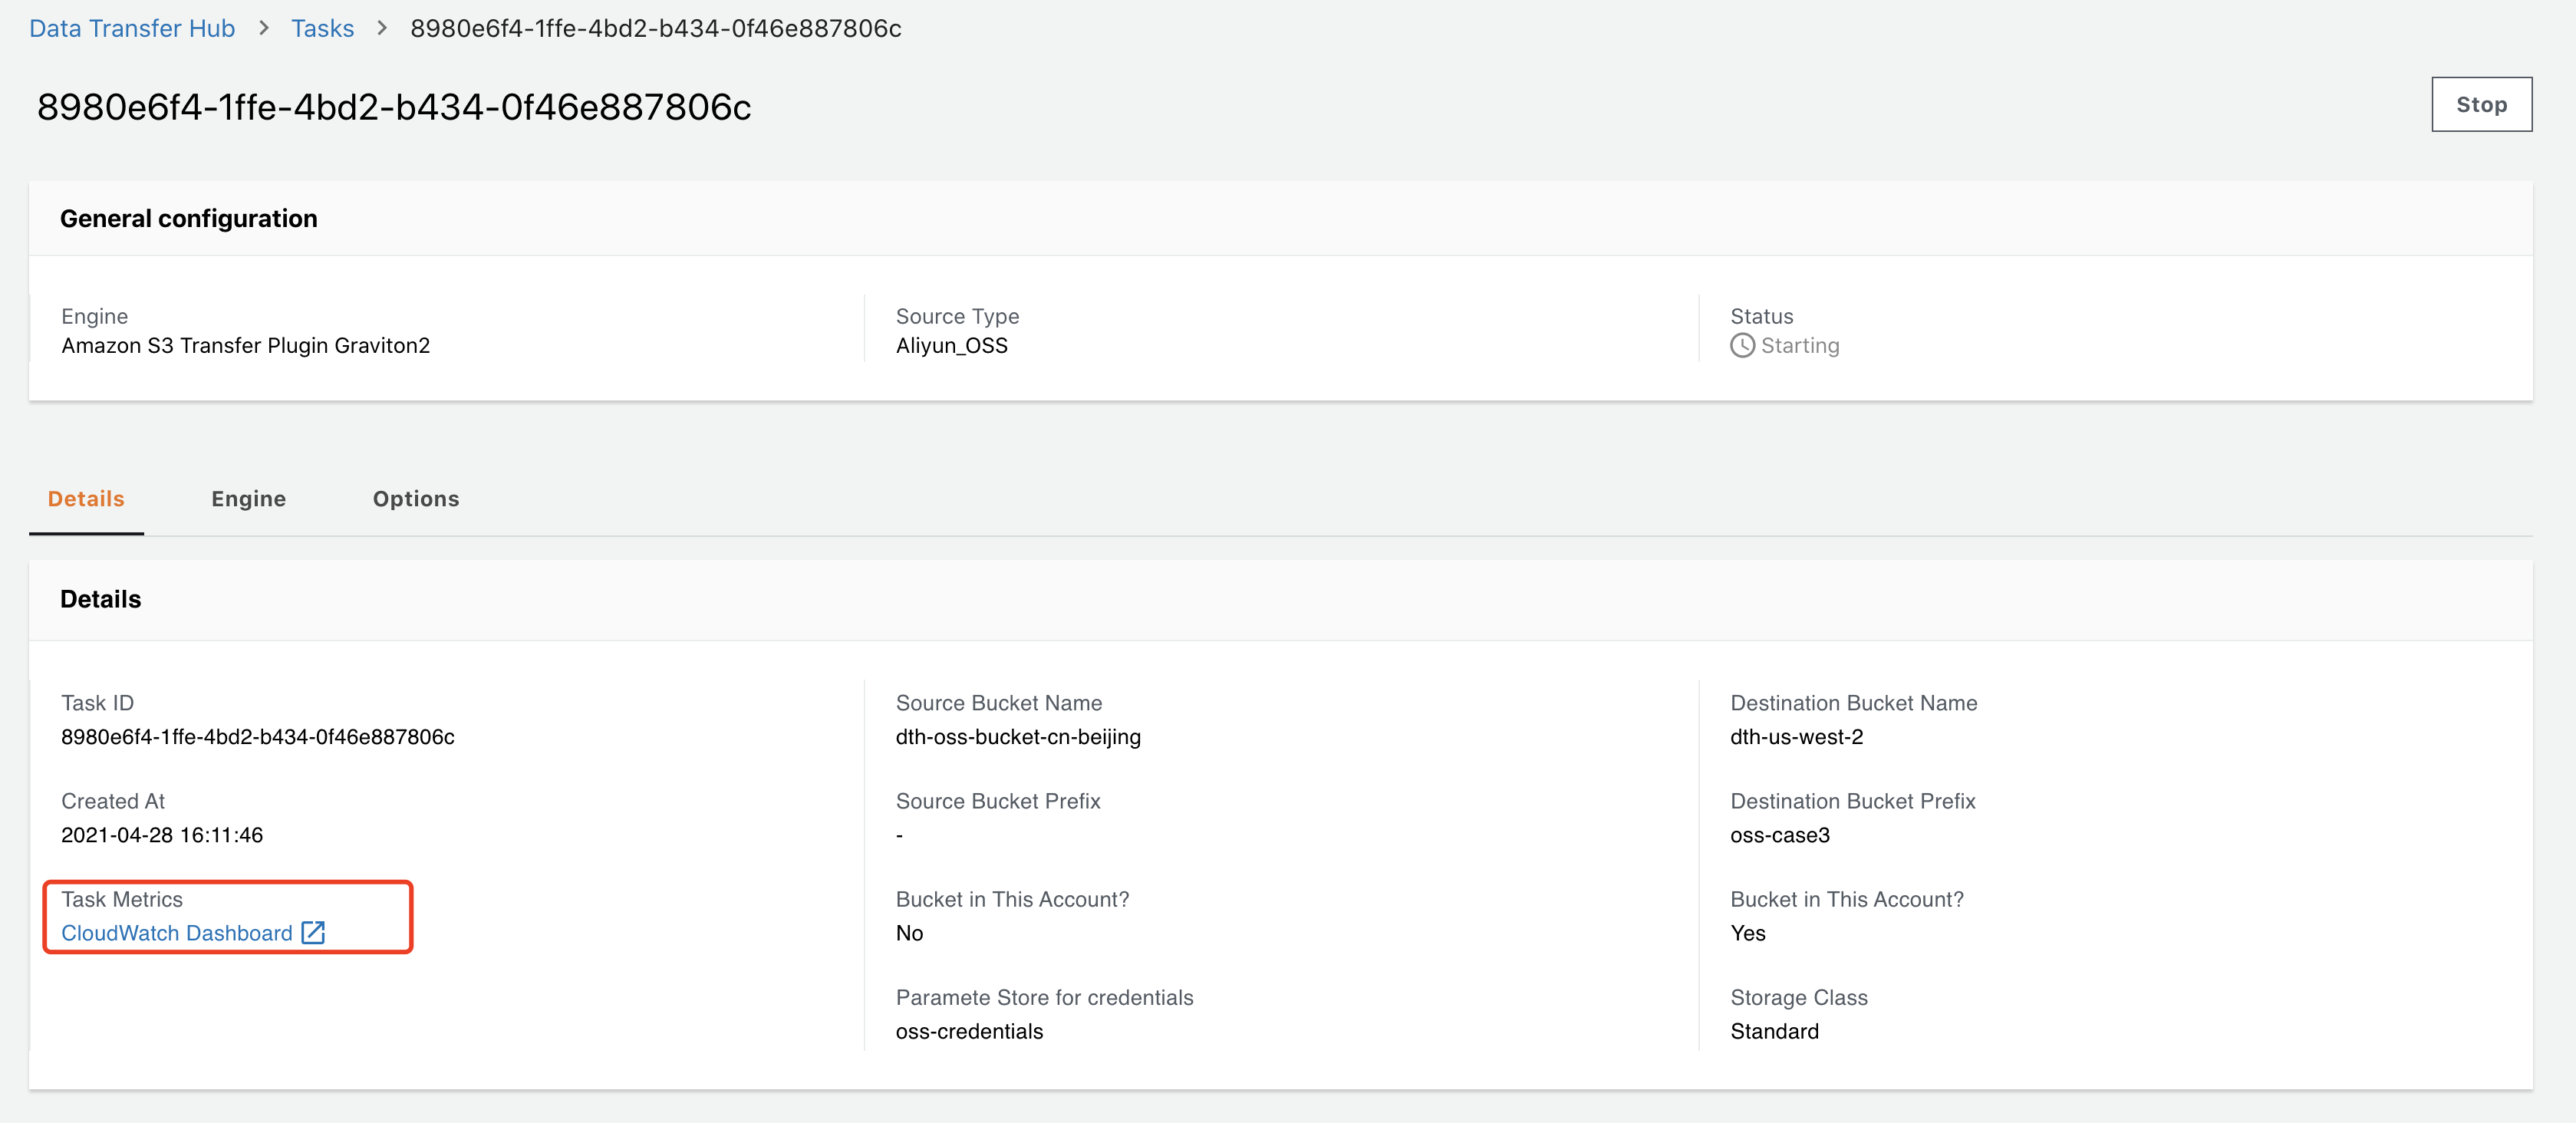 Data Transfer Hub > Tasks > 8980e6f4-1ffe-4bd2-b434-0f46e887806c
8980e6f4-1ffe-4bd2-b434-0f46e887806c
Stop
General configuration
Engine
Amazon S3 Transfer Plugin Graviton2
Source Type
Aliyun_OSS
Status
Starting
Details Engine Options
Details
Task ID
8980e6f4-1ffe-4bd2-b434-0f46e887806c
Created At
2021-04-28 16:11:46
Task Metrics
CloudWatch Dashboard
Source Bucket Name
dth-oss-bucket-cn-beijing
Source Bucket Prefix
-
Bucket in This Account?
No
Paramete Store for credentials
oss-credentials
Destination Bucket Name
dth-us-west-2
Destination Bucket Prefix
oss-case3
Bucket in This Account?
Yes
Storage Class
Standard